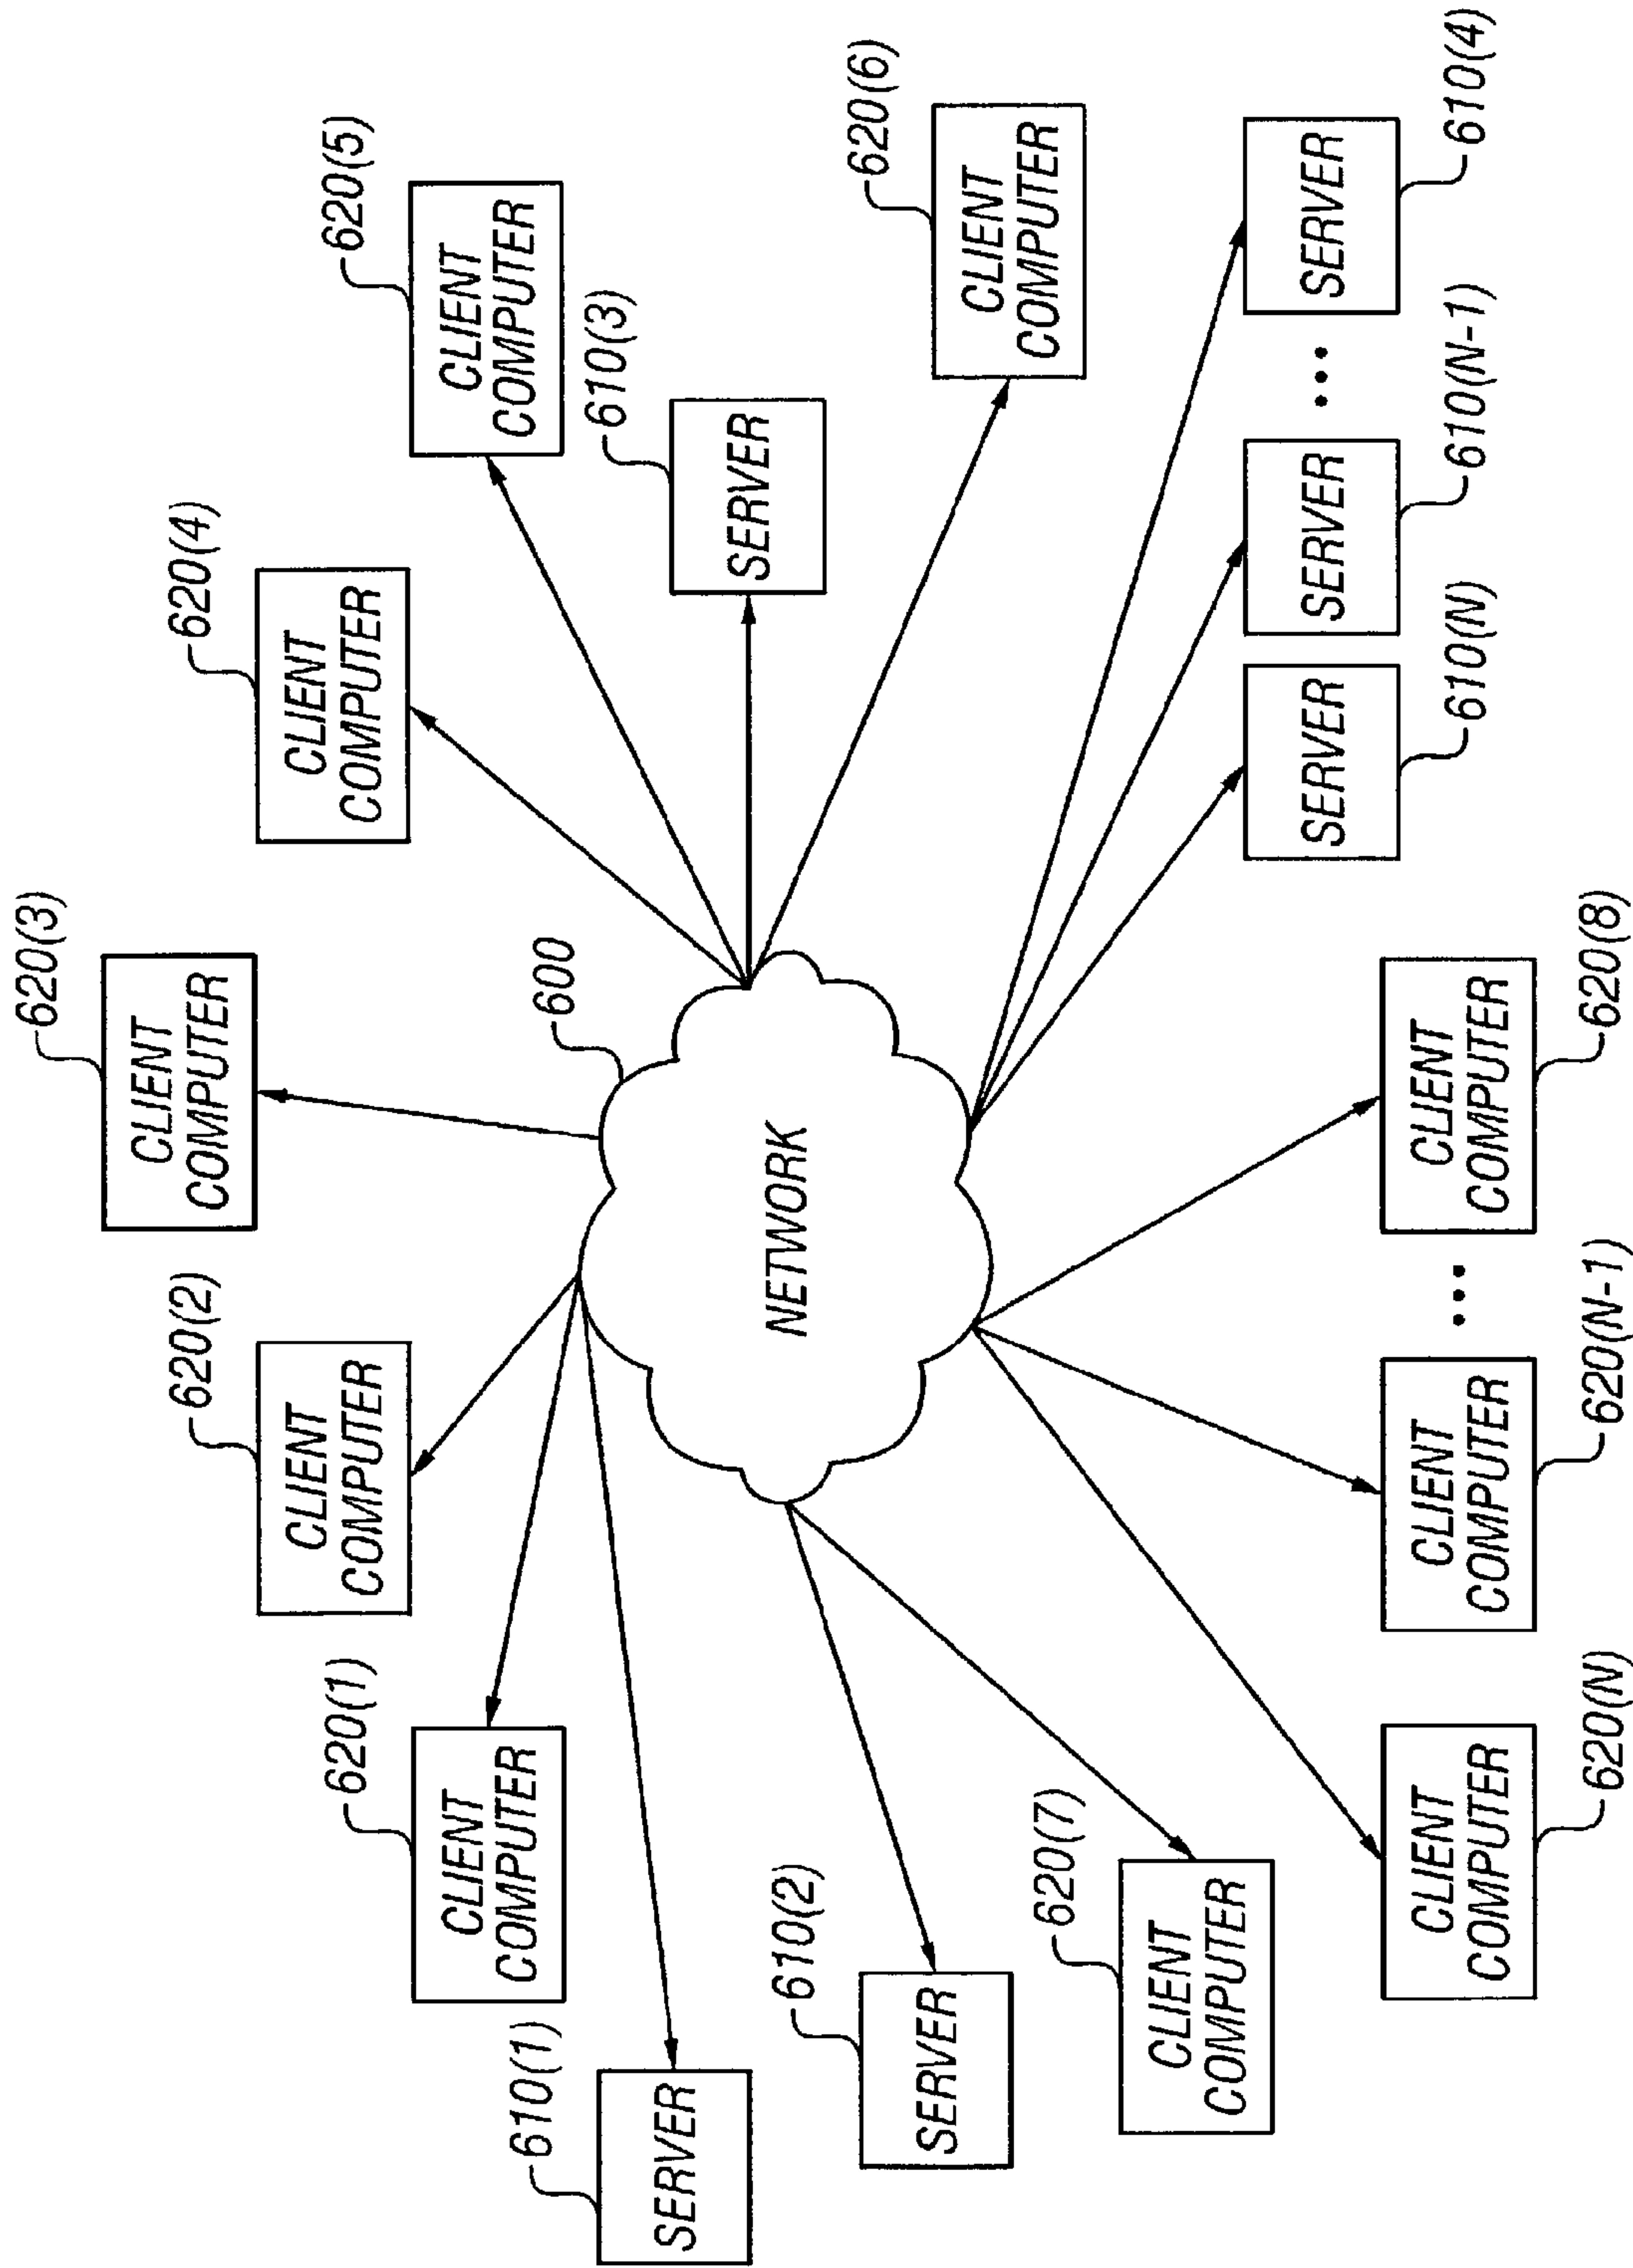 620(3)
CLIENT
COMPUTER
620(2)
CLIENT
COMPUTER
620(4)
CLIENT
COMPUTER
620(1)
CLIENT
COMPUTER
620(5)
CLIENT
COMPUTER
610(1)
SERVER
600
NETWORK
610(3)
SERVER
610(2)
SERVER
620(6)
CLIENT
COMPUTER
620(7)
CLIENT
COMPUTER
SERVER
610(N)
SERVER
610(N-1)
...
SERVER
610(4)
CLIENT
COMPUTER
620(N)
CLIENT
COMPUTER
620(N-1)
...
CLIENT
COMPUTER
620(8)